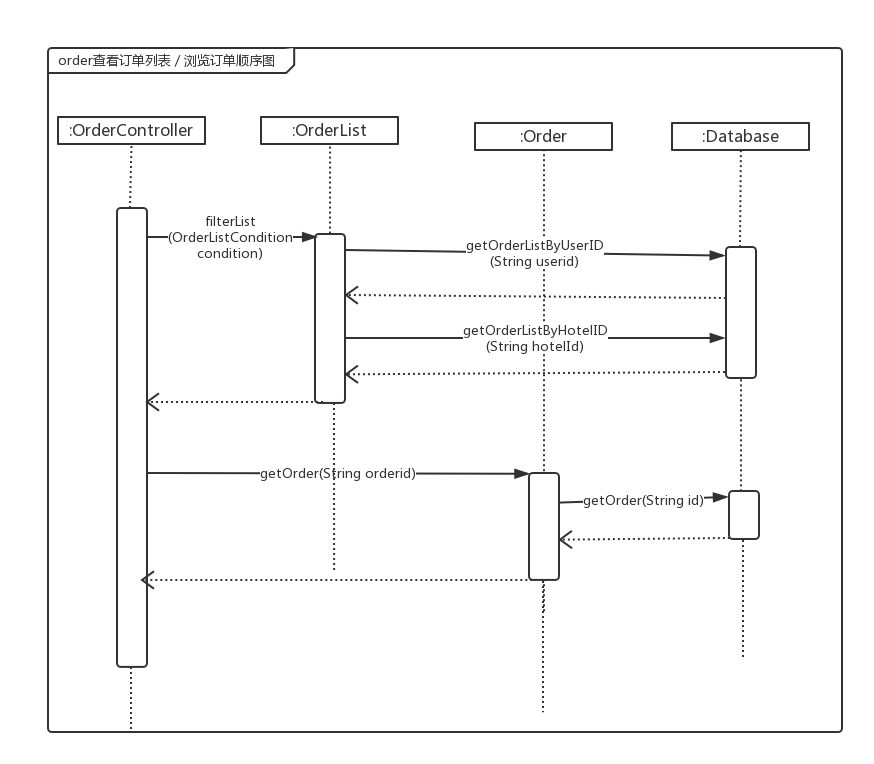 order查看订单列表 / 浏览订单顺序图
:OrderController
:OrderList
:Order
:Database
filterList
(OrderListCondition
condition)
getOrderListByUserID
(String userid)
getOrderListByHotelID
(String hotelId)
getOrder(String orderid)
getOrder(String id)